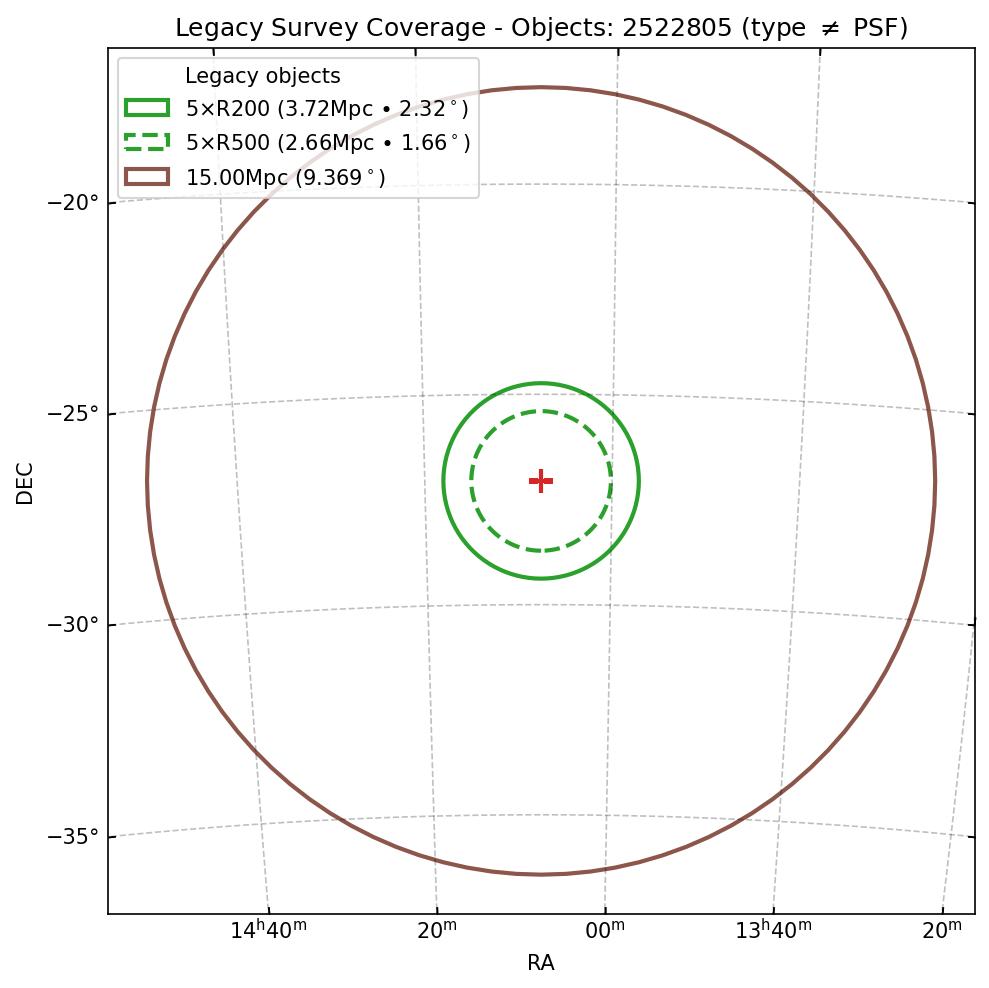 Legacy Survey Coverage - Objects: 2522805 (type ≠ PSF)
Legacy objects
5×R200 (3.72Mpc • 2.32°)
5×R500 (2.66Mpc • 1.66°)
15.00Mpc (9.369°)
−20°
−25°
−30°
−35°
DEC
14ʰ40ᵐ 20ᵐ 00ᵐ 13ʰ40ᵐ 20ᵐ
RA